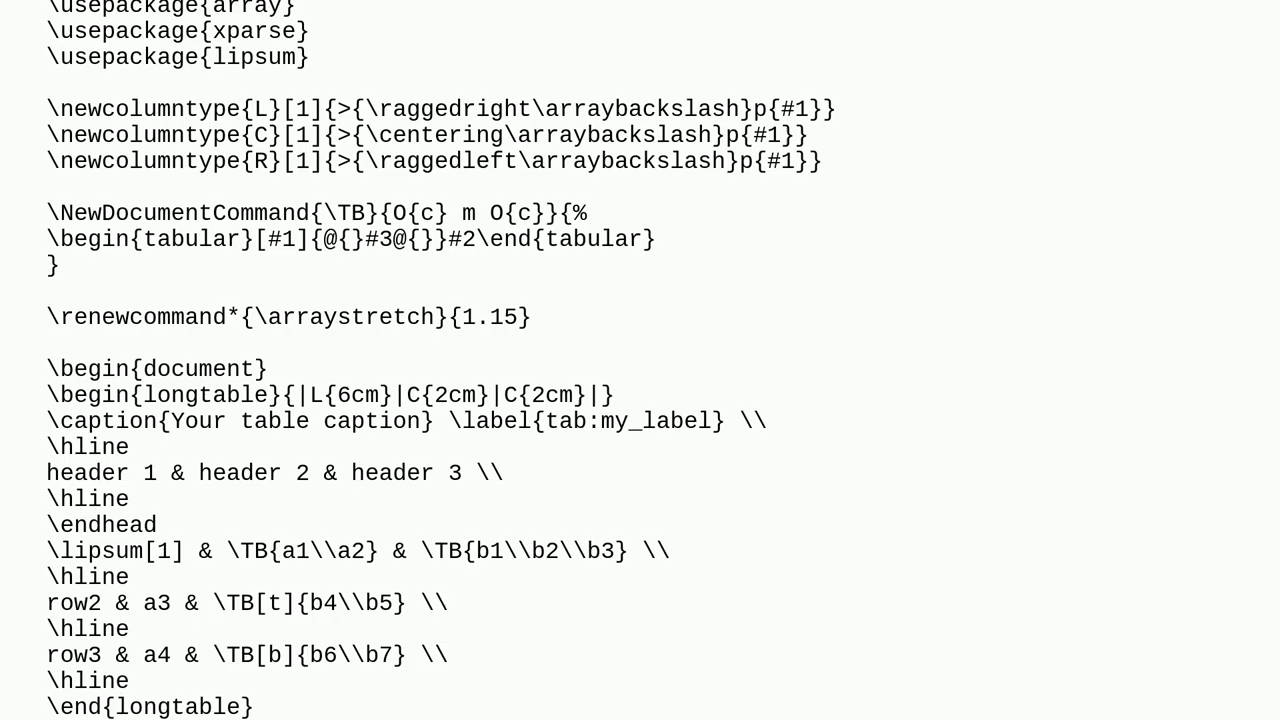 \usepackage{array}
\usepackage{xparse}
\usepackage{lipsum}

\newcolumntype{L}[1]{>{\raggedright\arraybackslash}p{#1}}
\newcolumntype{C}[1]{>{\centering\arraybackslash}p{#1}}
\newcolumntype{R}[1]{>{\raggedleft\arraybackslash}p{#1}}

\NewDocumentCommand{\TB}{O{c} m O{c}}{%
\begin{tabular}[#1]{@{}#3@{}}#2\end{tabular}
}

\renewcommand*{\arraystretch}{1.15}

\begin{document}
\begin{longtable}{|L{6cm}|C{2cm}|C{2cm}|}
\caption{Your table caption} \label{tab:my_label} \\
\hline
header 1 & header 2 & header 3 \\
\hline
\endhead
\lipsum[1] & \TB{a1\\a2} & \TB{b1\\b2\\b3} \\
\hline
row2 & a3 & \TB[t]{b4\\b5} \\
\hline
row3 & a4 & \TB[b]{b6\\b7} \\
\hline
\end{longtable}